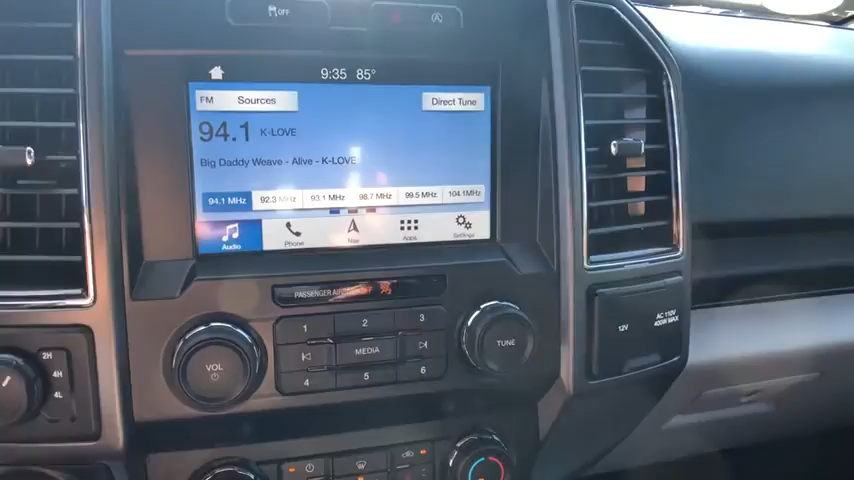 OFF
9:35 85°
FM Sources Direct Tune
94.1 K-LOVE
Big Daddy Weave - Alive - K-LOVE
94.1 MHz 92.3 MHz 93.1 MHz 98.7 MHz 99.5 MHz 104.1MHz
Audio Phone Nav Apps Settings
PASSENGER AIRBAG OFF
1 2 3
MEDIA
4 5 6
VOL
TUNE
12V
AC 110V
400W MAX
2H
4H
4L